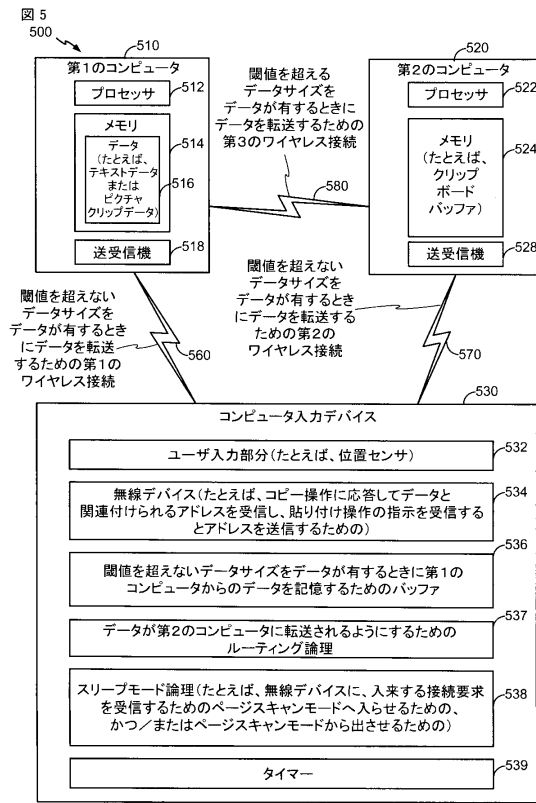 図5
500
510
第1のコンピュータ
プロセッサ
512
メモリ
514
データ
(たとえば、
テキストデータ
または
ピクチャ
クリップデータ)
516
送受信機
518
閾値を超える
データサイズを
データが有するときに
データを転送するための
第3のワイヤレス接続
580
520
第2のコンピュータ
プロセッサ
522
メモリ
(たとえば、
クリップ
ボード
バッファ)
524
送受信機
528
閾値を超えない
データサイズを
データが有するとき
にデータを転送
するための第1の
ワイヤレス接続
560
閾値を超えない
データサイズを
データが有するとき
にデータを転送する
ための第2の
ワイヤレス接続
570
530
コンピュータ入力デバイス
ユーザ入力部分(たとえば、位置センサ)
532
無線デバイス(たとえば、コピー操作に応答してデータと
関連付けられるアドレスを受信し、貼り付け操作の指示を受信する
とアドレスを送信するための)
534
536
閾値を超えないデータサイズをデータが有するときに第1の
コンピュータからのデータを記憶するためのバッファ
537
データが第2のコンピュータに転送されるようにするための
ルーティング論理
スリープモード論理(たとえば、無線デバイスに、入来する接続要求
を受信するためのページスキャンモードへ入らせるための、
かつ/またはページスキャンモードから出させるための)
538
タイマー
539